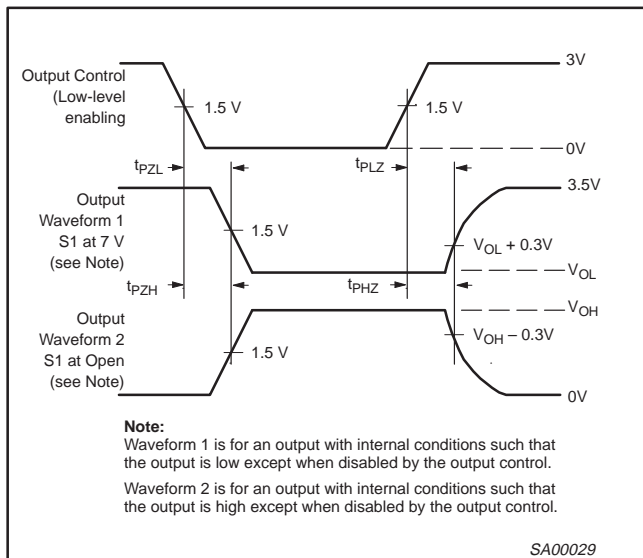 Output Control
(Low-level
enabling
1.5 V
1.5 V
3V
0V
tPZL
tPLZ
Output
Waveform 1
S1 at 7 V
(see Note)
1.5 V
3.5V
VOL + 0.3V
VOL
tPZH
tPHZ
VOH
Output
Waveform 2
S1 at Open
(see Note)
1.5 V
VOH – 0.3V
0V
Note:
Waveform 1 is for an output with internal conditions such that
the output is low except when disabled by the output control.
Waveform 2 is for an output with internal conditions such that
the output is high except when disabled by the output control.
SA00029